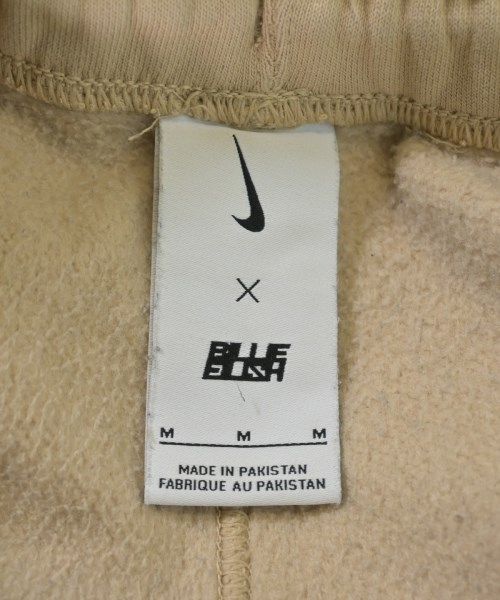 X
BILLIE
EILISH
M M M
MADE IN PAKISTAN
FABRIQUE AU PAKISTAN